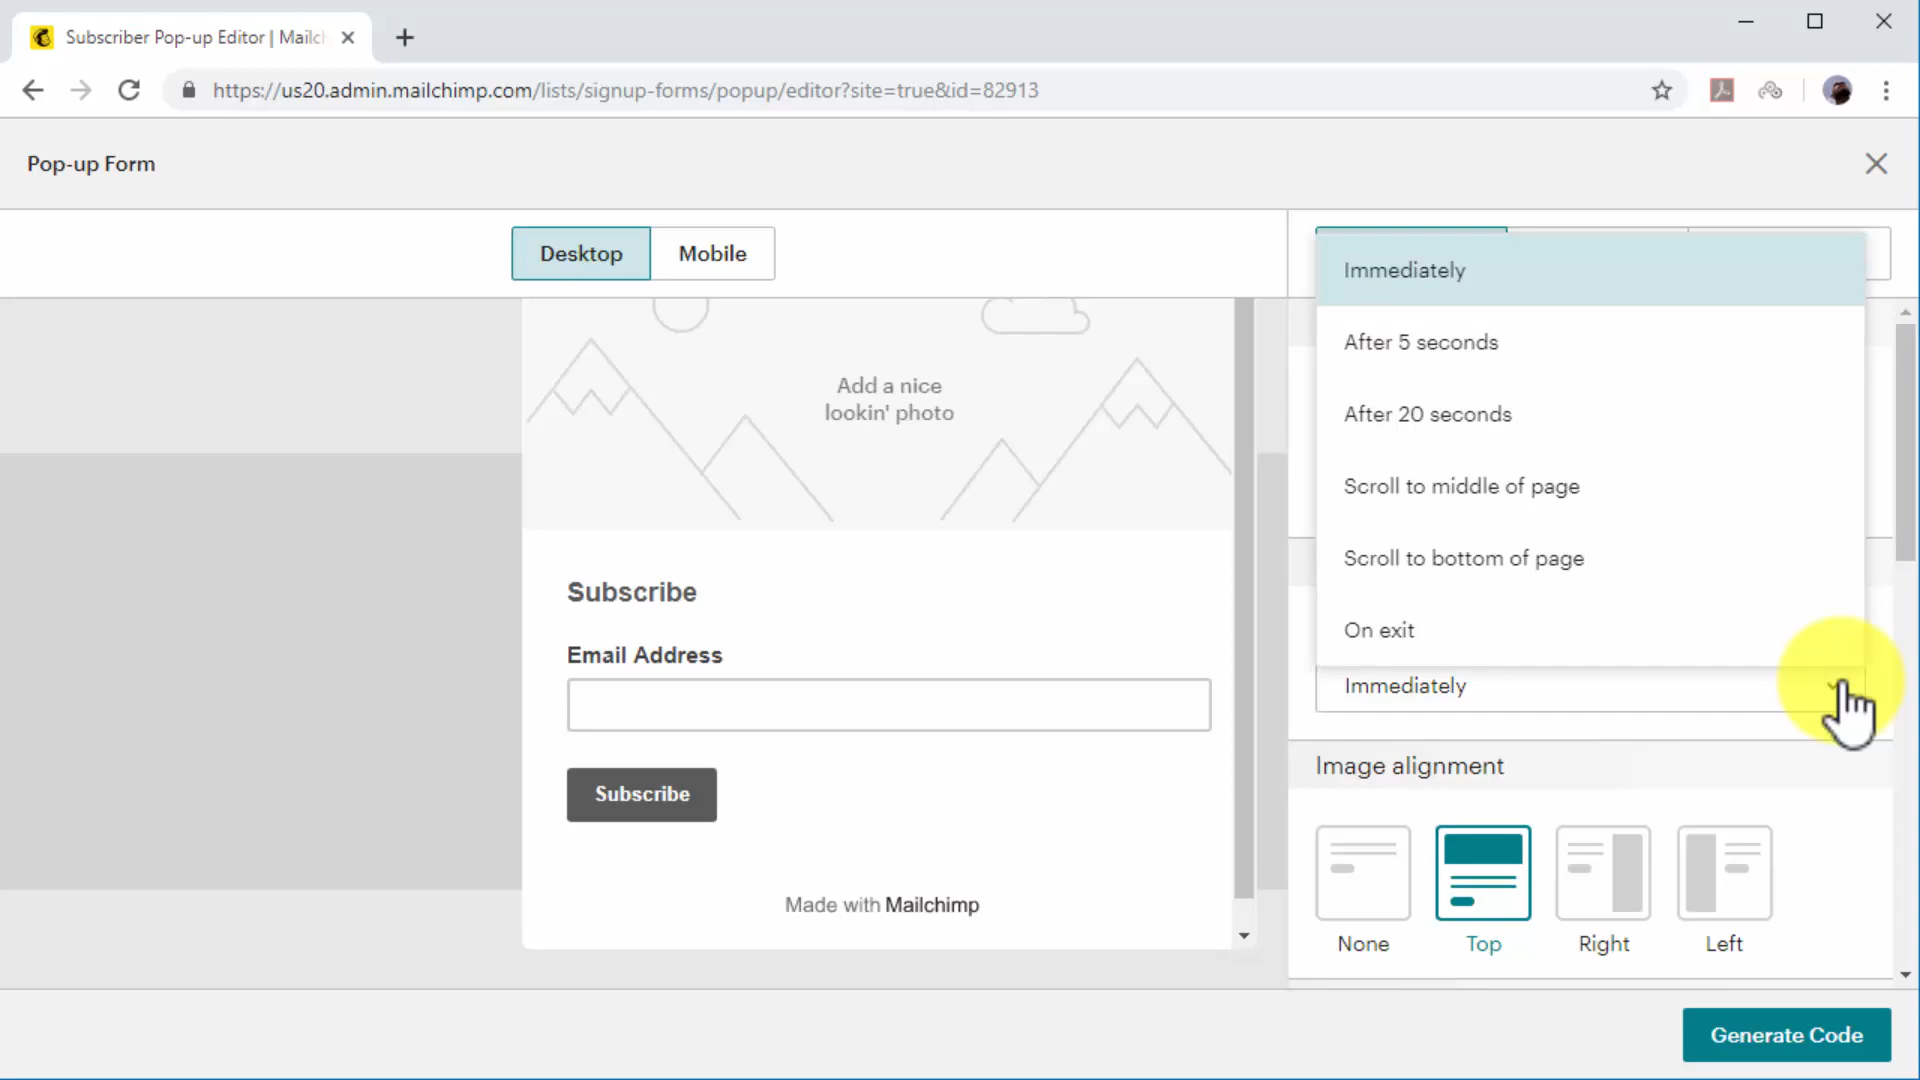 Subscriber Pop-up Editor | Mailch
https://us20.admin.mailchimp.com/lists/signup-forms/popup/editor?site=true&id=82913
Pop-up Form
Desktop
Mobile
Immediately
After 5 seconds
After 20 seconds
Scroll to middle of page
Scroll to bottom of page
On exit
Immediately
Add a nice
lookin' photo
Subscribe
Email Address
Subscribe
Made with Mailchimp
Image alignment
None
Top
Right
Left
Generate Code